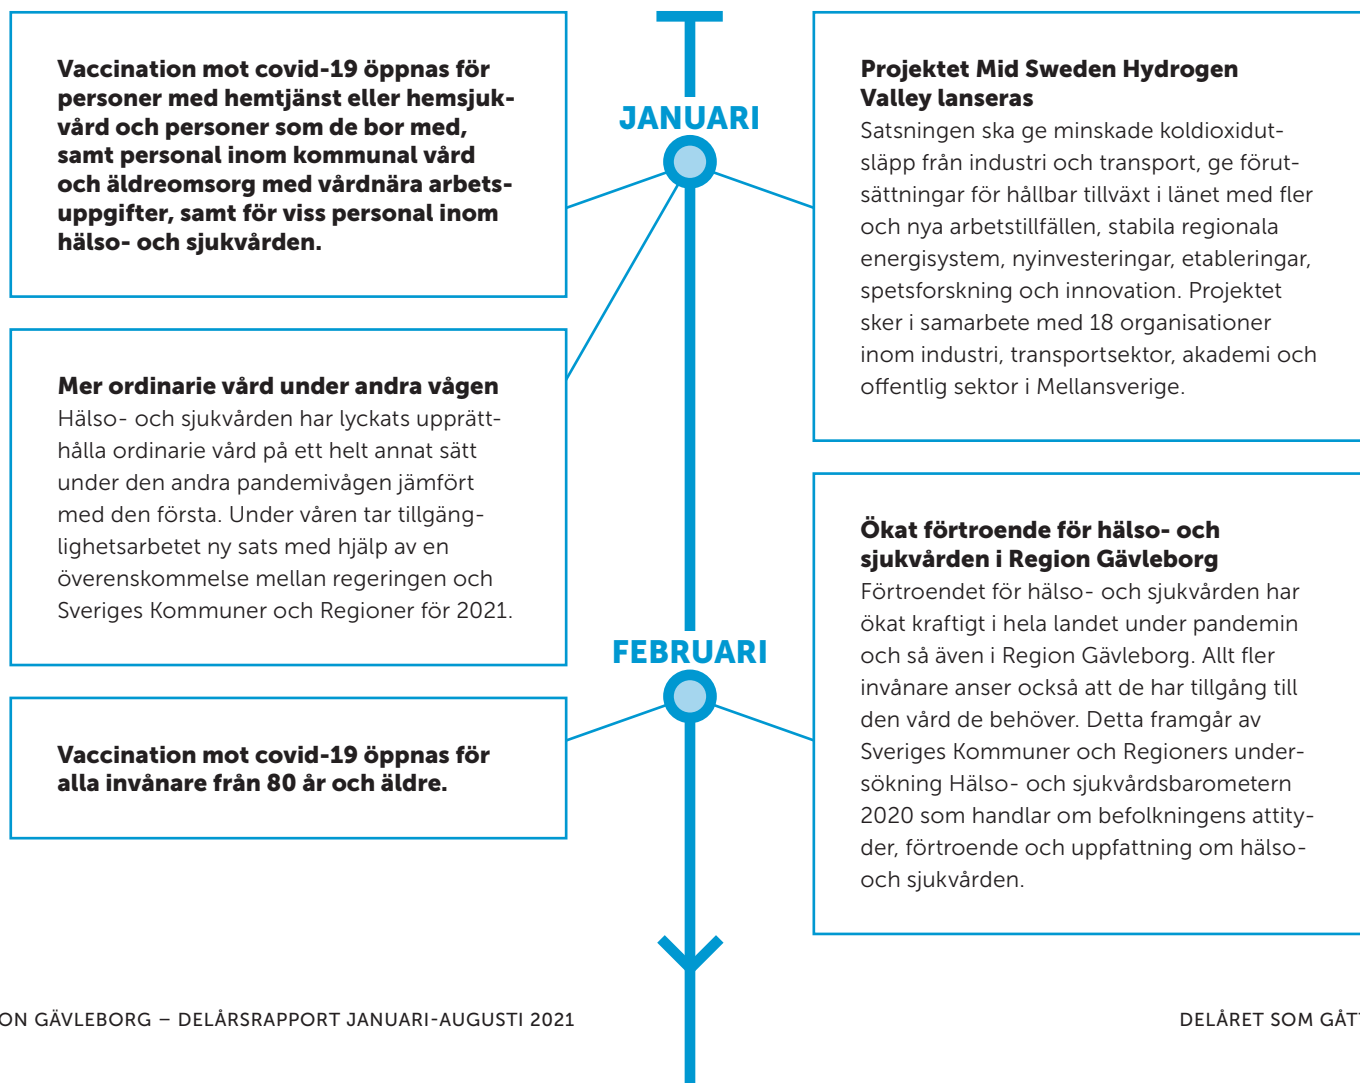 JANUARI
Vaccination mot covid-19 öppnas för
personer med hemtjänst eller hemsjuk-
vård och personer som de bor med,
samt personal inom kommunal vård
och äldreomsorg med vårdnära arbets-
uppgifter, samt för viss personal inom
hälso- och sjukvården.
Mer ordinarie vård under andra vågen
Hälso- och sjukvården har lyckats upprätt-
hålla ordinarie vård på ett helt annat sätt
under den andra pandemivågen jämfört
med den första. Under våren tar tillgäng-
lighetsarbetet ny sats med hjälp av en
överenskommelse mellan regeringen och
Sveriges Kommuner och Regioner för 2021.
Projektet Mid Sweden Hydrogen
Valley lanseras
Satsningen ska ge minskade koldioxidut-
släpp från industri och transport, ge förut-
sättningar för hållbar tillväxt i länet med fler
och nya arbetstillfällen, stabila regionala
energisystem, nyinvesteringar, etableringar,
spetsforskning och innovation. Projektet
sker i samarbete med 18 organisationer
inom industri, transportsektor, akademi och
offentlig sektor i Mellansverige.
FEBRUARI
Vaccination mot covid-19 öppnas för
alla invånare från 80 år och äldre.
Ökat förtroende för hälso- och
sjukvården i Region Gävleborg
Förtroendet för hälso- och sjukvården har
ökat kraftigt i hela landet under pandemin
och så även i Region Gävleborg. Allt fler
invånare anser också att de har tillgång till
den vård de behöver. Detta framgår av
Sveriges Kommuner och Regioners under-
sökning Hälso- och sjukvårdsbarometern
2020 som handlar om befolkningens attity-
der, förtroende och uppfattning om hälso-
och sjukvården.
ON GÄVLEBORG – DELÅRSRAPPORT JANUARI-AUGUSTI 2021
DELÅRET SOM GÅTT